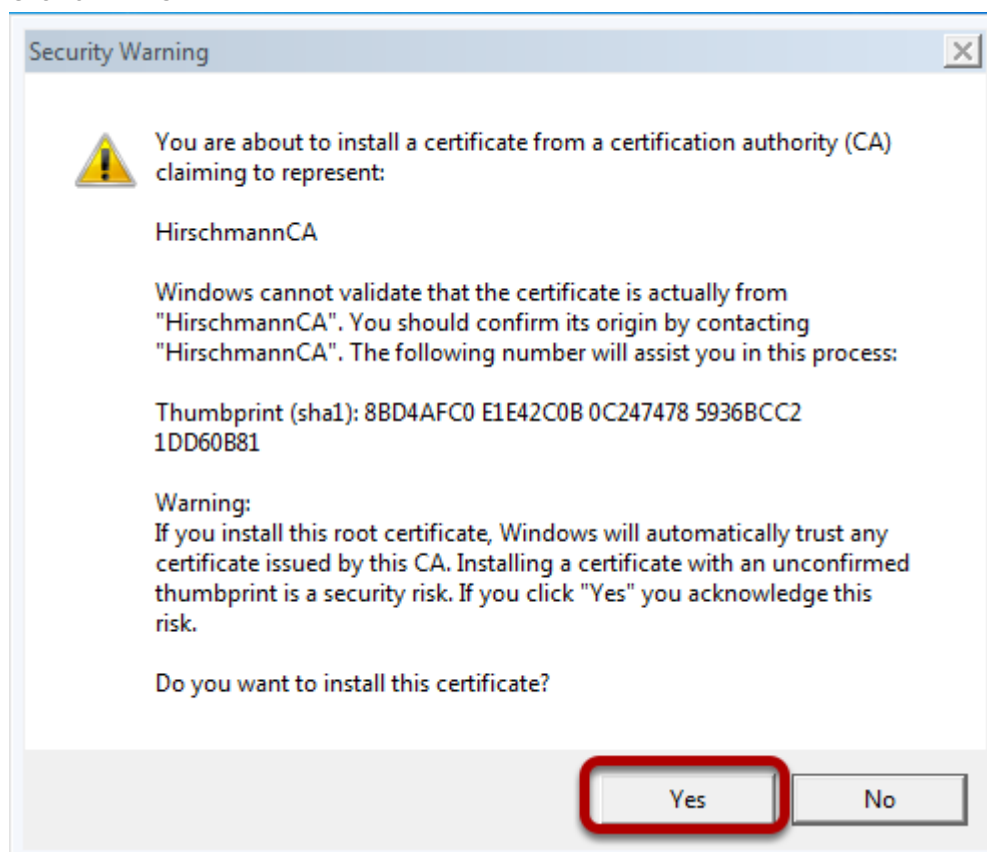 Security Warning
You are about to install a certificate from a certification authority (CA)
claiming to represent:
HirschmannCA
Windows cannot validate that the certificate is actually from
"HirschmannCA". You should confirm its origin by contacting
"HirschmannCA". The following number will assist you in this process:
Thumbprint (sha1): 8BD4AFC0 E1E42C0B 0C247478 5936BCC2
1DD60B81
Warning:
If you install this root certificate, Windows will automatically trust any
certificate issued by this CA. Installing a certificate with an unconfirmed
thumbprint is a security risk. If you click "Yes" you acknowledge this
risk.
Do you want to install this certificate?
Yes No